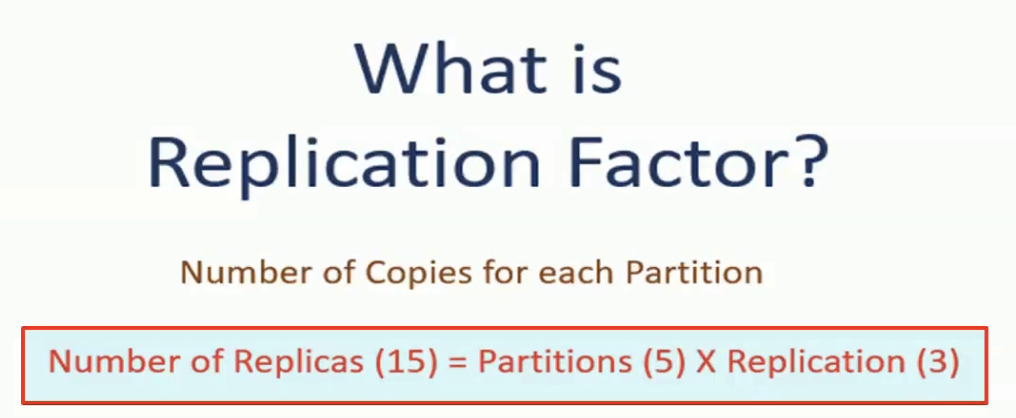 What is
Replication Factor?
Number of Copies for each Partition
Number of Replicas (15) = Partitions (5) X Replication (3)